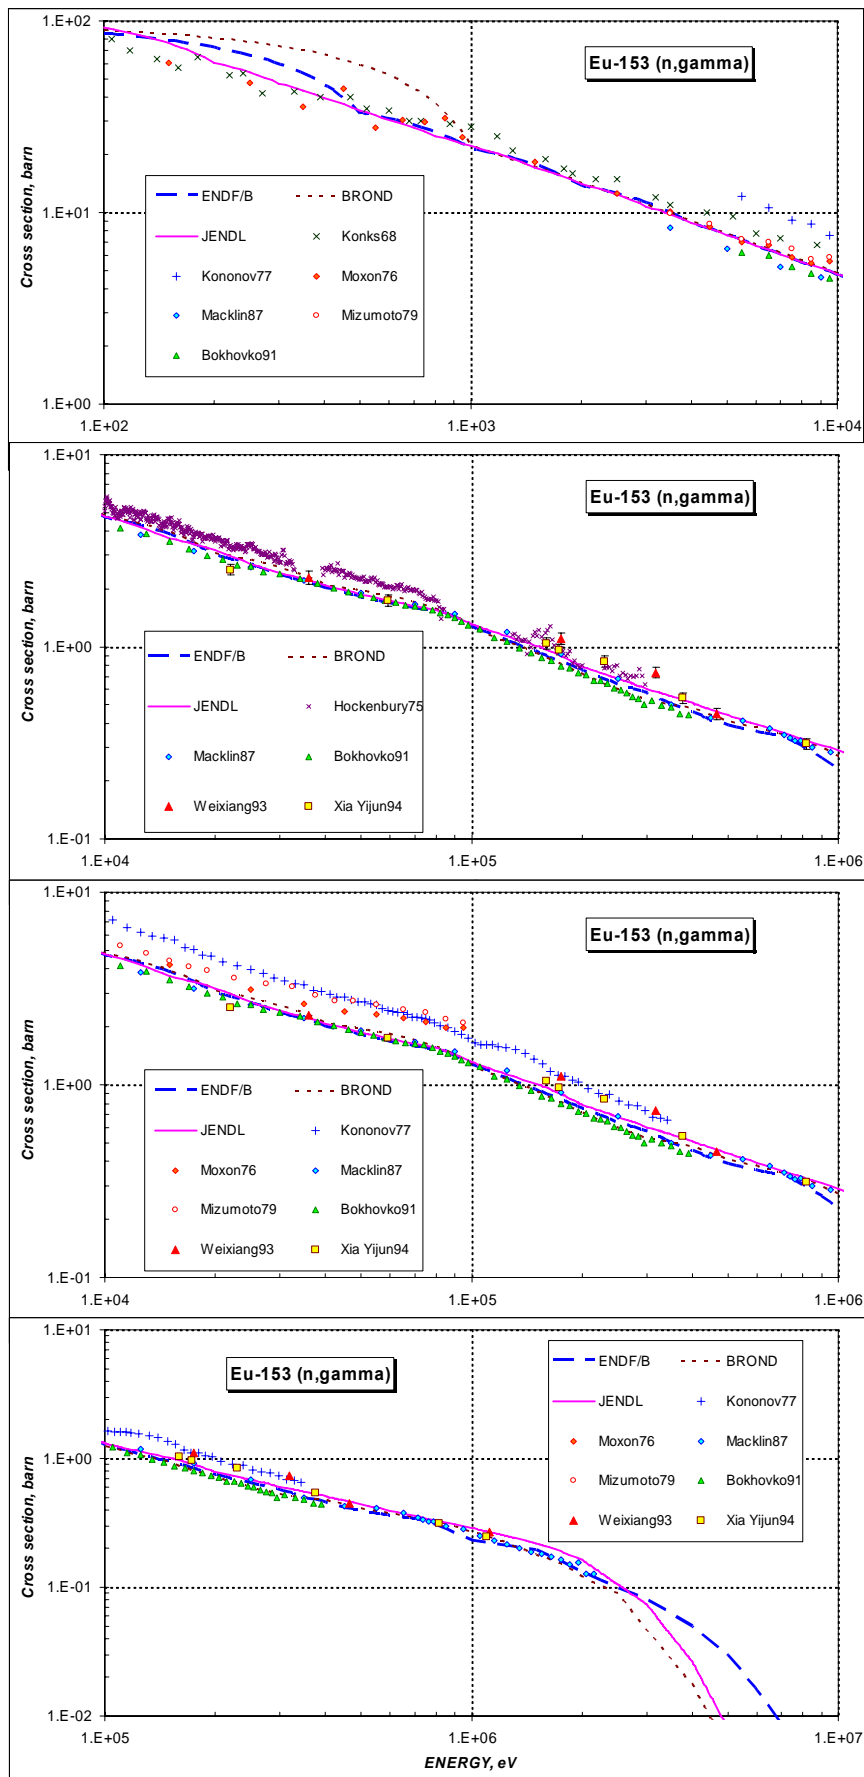 1.E+02
Eu-153 (n,gamma)
Cross section, barn
1.E+01
ENDF/B
BROND
JENDL
Konks68
Kononov77
Moxon76
Macklin87
Mizumoto79
Bokhovko91
1.E+00
1.E+02
1.E+03
1.E+04
1.E+01
Eu-153 (n,gamma)
Cross section, barn
1.E+00
ENDF/B
BROND
JENDL
Hockenbury75
Macklin87
Bokhovko91
Weixiang93
Xia Yijun94
1.E-01
1.E+04
1.E+05
1.E+06
1.E+01
Eu-153 (n,gamma)
Cross section, barn
1.E+00
ENDF/B
BROND
JENDL
Kononov77
Moxon76
Macklin87
Mizumoto79
Bokhovko91
Weixiang93
Xia Yijun94
1.E-01
1.E+04
1.E+05
1.E+06
1.E+01
Eu-153 (n,gamma)
Cross section, barn
ENDF/B
BROND
JENDL
Kononov77
Moxon76
Macklin87
Mizumoto79
Bokhovko91
Weixiang93
Xia Yijun94
1.E+00
1.E-01
1.E-02
1.E+05
1.E+06
1.E+07
ENERGY, eV